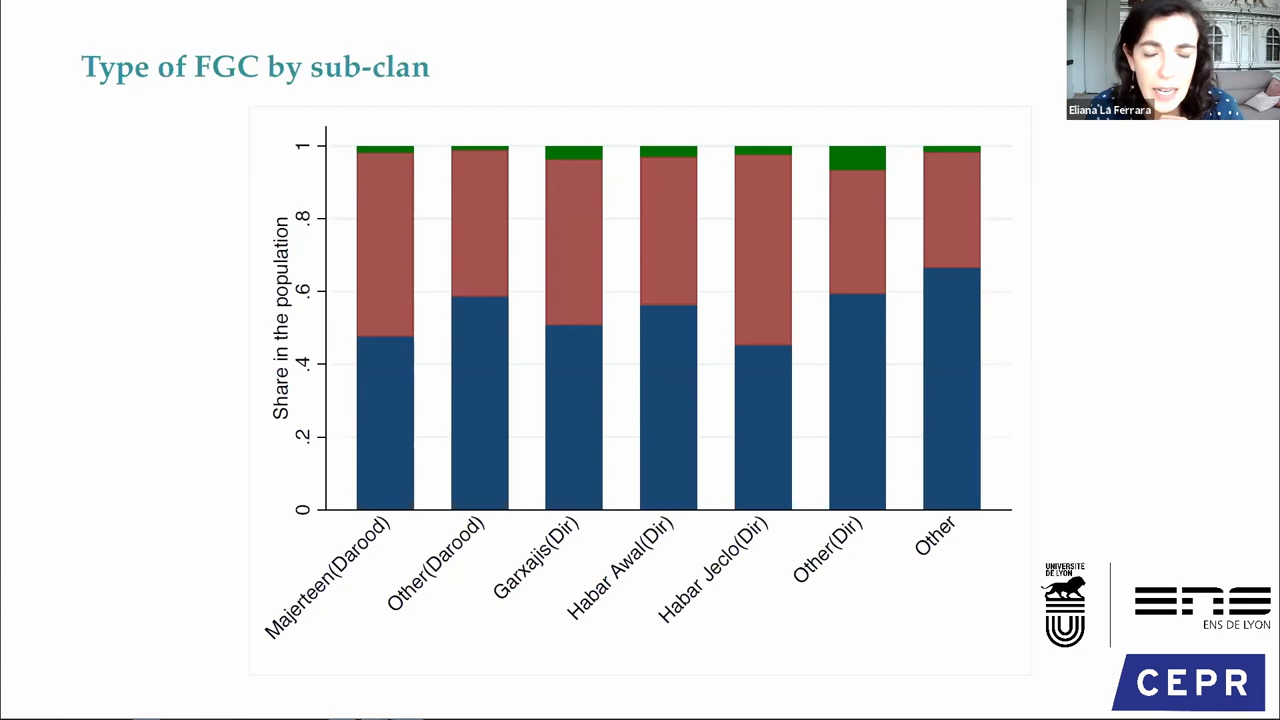 Type of FGC by sub-clan
Eliana La Ferrara
Share in the population
1
.8
.6
.4
.2
0
Majerteen(Darood)
Other(Darood)
Garxajis(Dir)
Habar Awal(Dir)
Habar Jeclo(Dir)
Other(Dir)
Other
UNIVERSITÉ
DE LYON
ENS
ENS DE LYON
CEPR